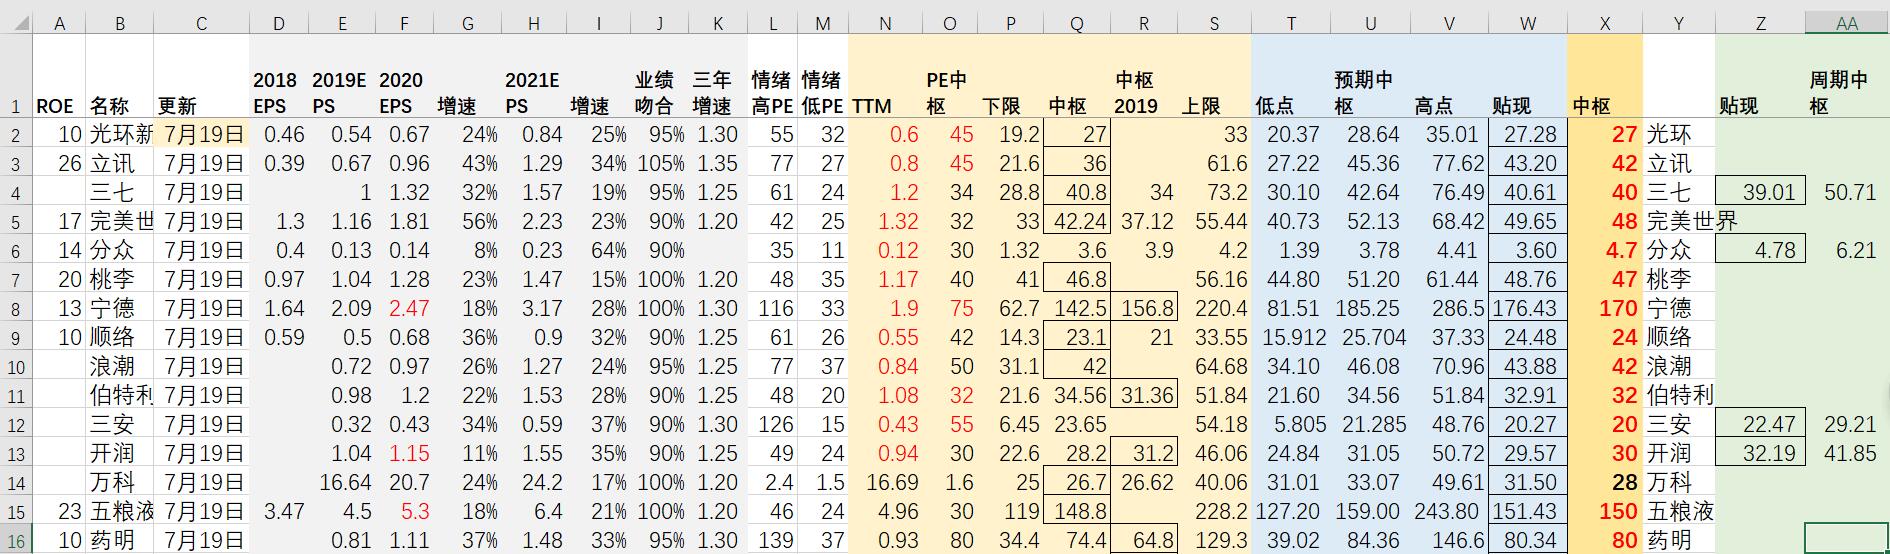 A B C D E F G H I J K L M N O P Q R S T U V W X Y Z AA
2018 2019E 2020 2021E 业绩 三年 情绪 情绪 PE中 中枢 预期中 周期中
1 ROE 名称 更新 EPS PS EPS 增速 PS 增速 吻合 增速 高PE 低PE TTM 枢 下限 中枢 2019 上限 低点 枢 高点 贴现 中枢 贴现 枢
2 10 光环新 7月19日 0.46 0.54 0.67 24% 0.84 25% 95% 1.30 55 32 0.6 45 19.2 27 33 20.37 28.64 35.01 27.28 27 光环
3 26 立讯 7月19日 0.39 0.67 0.96 43% 1.29 34% 105% 1.35 77 27 0.8 45 21.6 36 61.6 27.22 45.36 77.62 43.20 42 立讯
4 三七 7月19日 1 1.32 32% 1.57 19% 95% 1.25 61 24 1.2 34 28.8 40.8 34 73.2 30.10 42.64 76.49 40.61 40 三七 39.01 50.71
5 17 完美世 7月19日 1.3 1.16 1.81 56% 2.23 23% 90% 1.20 42 25 1.32 32 33 42.24 37.12 55.44 40.73 52.13 68.42 49.65 48 完美世界
6 14 分众 7月19日 0.4 0.13 0.14 8% 0.23 64% 90% 35 11 0.12 30 1.32 3.6 3.9 4.2 1.39 3.78 4.41 3.60 4.7 分众 4.78 6.21
7 20 桃李 7月19日 0.97 1.04 1.28 23% 1.47 15% 100% 1.20 48 35 1.17 40 41 46.8 56.16 44.80 51.20 61.44 48.76 47 桃李
8 13 宁德 7月19日 1.64 2.09 2.47 18% 3.17 28% 100% 1.30 116 33 1.9 75 62.7 142.5 156.8 220.4 81.51 185.25 286.5 176.43 170 宁德
9 10 顺络 7月19日 0.59 0.5 0.68 36% 0.9 32% 95% 1.25 61 26 0.55 42 14.3 23.1 21 33.55 15.912 25.704 37.33 24.48 24 顺络
10 浪潮 7月19日 0.72 0.97 26% 1.27 24% 95% 1.25 77 37 0.84 50 31.1 42 64.68 34.10 46.08 70.96 43.88 42 浪潮
11 伯特利 7月19日 0.98 1.2 22% 1.53 28% 90% 1.25 48 20 1.08 32 21.6 34.56 31.36 51.84 21.60 34.56 51.84 32.91 32 伯特利
12 三安 7月19日 0.32 0.43 34% 0.59 37% 90% 1.30 126 15 0.43 55 6.45 23.65 54.18 5.805 21.285 48.76 20.27 20 三安 22.47 29.21
13 开润 7月19日 1.04 1.15 11% 1.55 35% 90% 1.25 49 24 0.94 30 22.6 28.2 31.2 46.06 24.84 31.05 50.72 29.57 30 开润 32.19 41.85
14 万科 7月19日 16.64 20.7 24% 24.2 17% 100% 1.20 2.4 1.5 16.69 1.6 25 26.7 26.62 40.06 31.01 33.07 49.61 31.50 28 万科
15 23 五粮液 7月19日 3.47 4.5 5.3 18% 6.4 21% 100% 1.20 46 24 4.96 30 119 148.8 228.2 127.20 159.00 243.80 151.43 150 五粮液
16 10 药明 7月19日 0.81 1.11 37% 1.48 33% 95% 1.30 139 37 0.93 80 34.4 74.4 64.8 129.3 39.02 84.36 146.6 80.34 80 药明